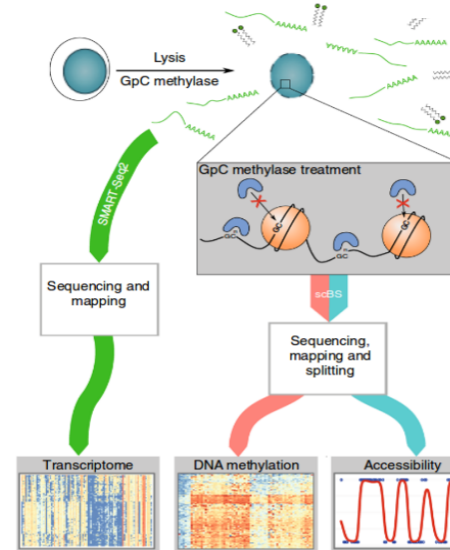 Lysis
GpC methylase
SMART-Seq2
GpC methylase treatment
GC
GC
GC
GC
scBS
Sequencing and
mapping
Sequencing,
mapping and
splitting
Transcriptome
DNA methylation
Accessibility